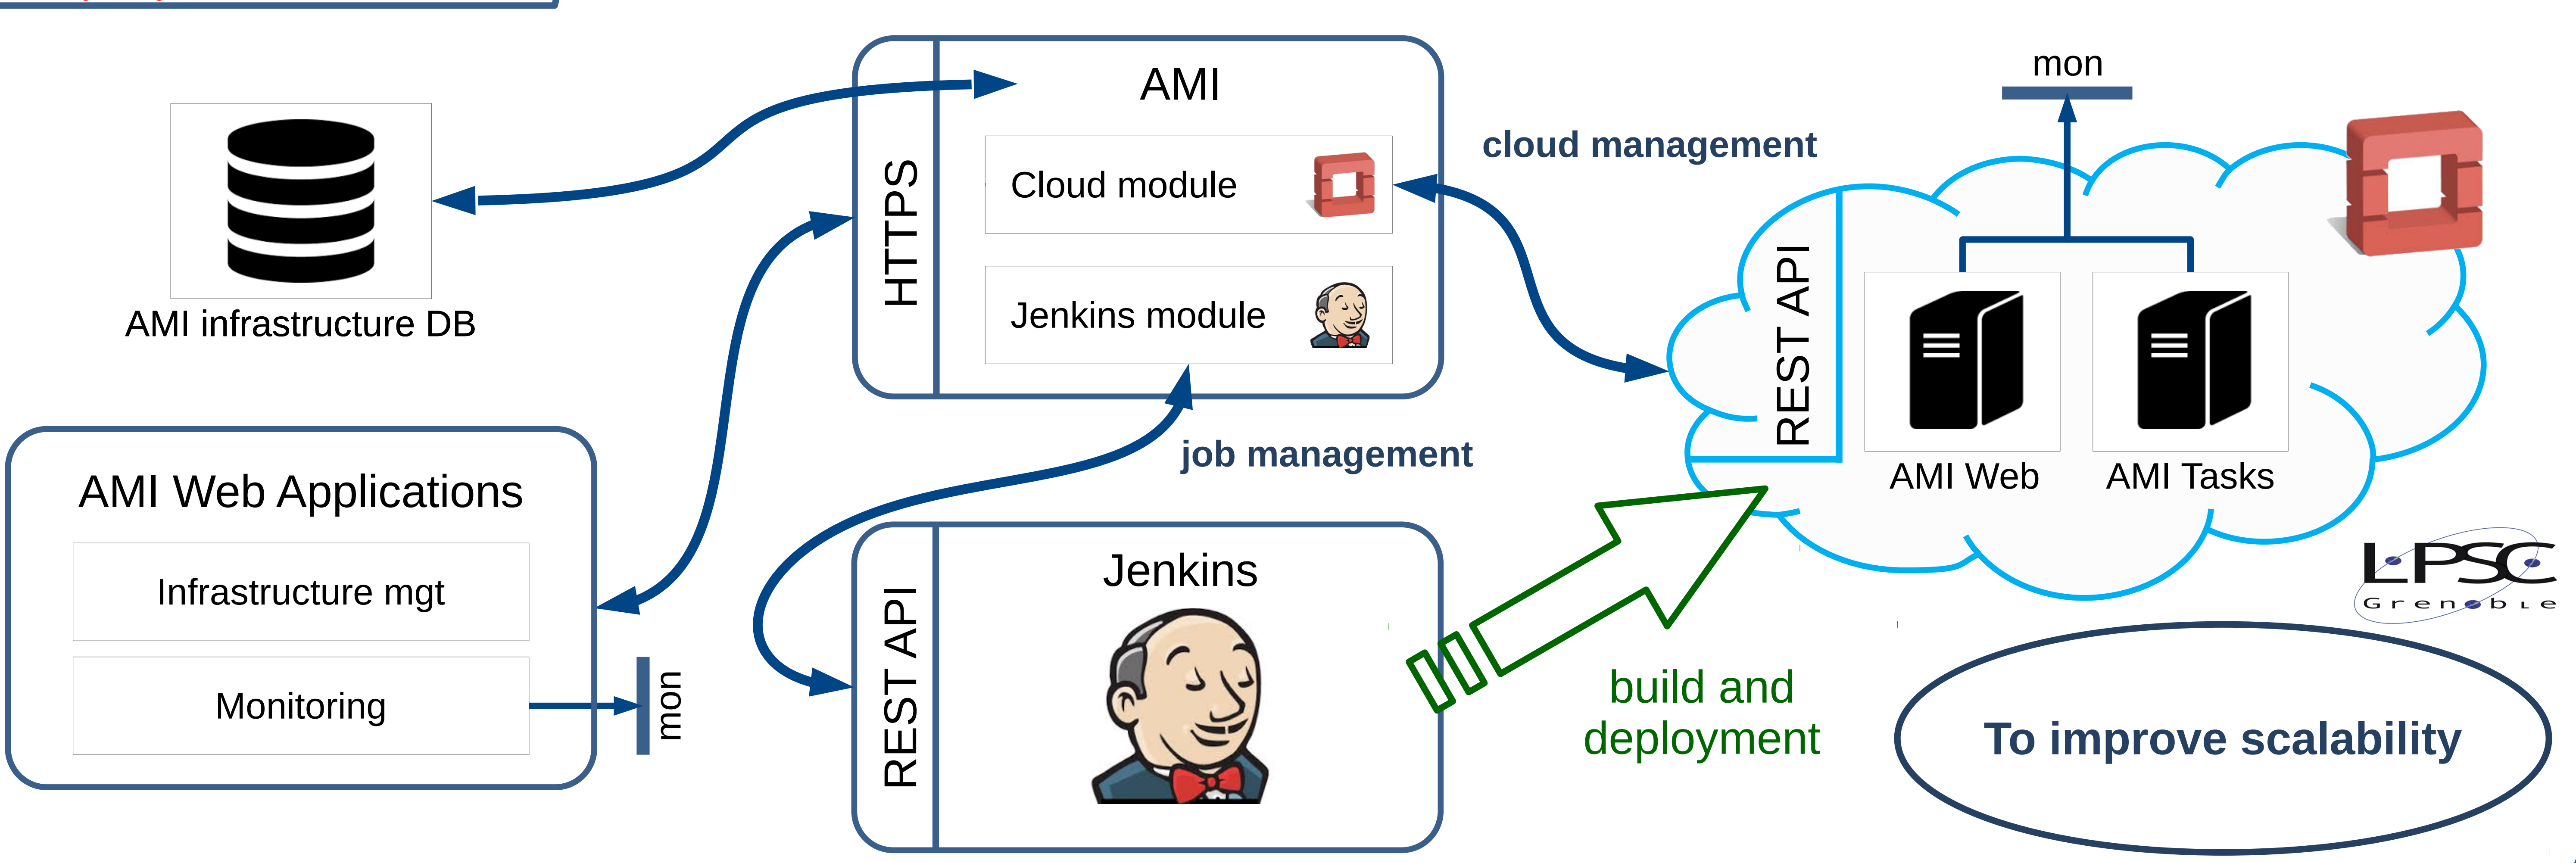 AMI infrastructure DB
AMI Web Applications
Infrastructure mgt
Monitoring
mon
HTTPS
AMI
Cloud module
Jenkins module
cloud management
job management
REST API
Jenkins
build and
deployment
mon
REST API
AMI Web
AMI Tasks
LPSC
Grenoble
To improve scalability